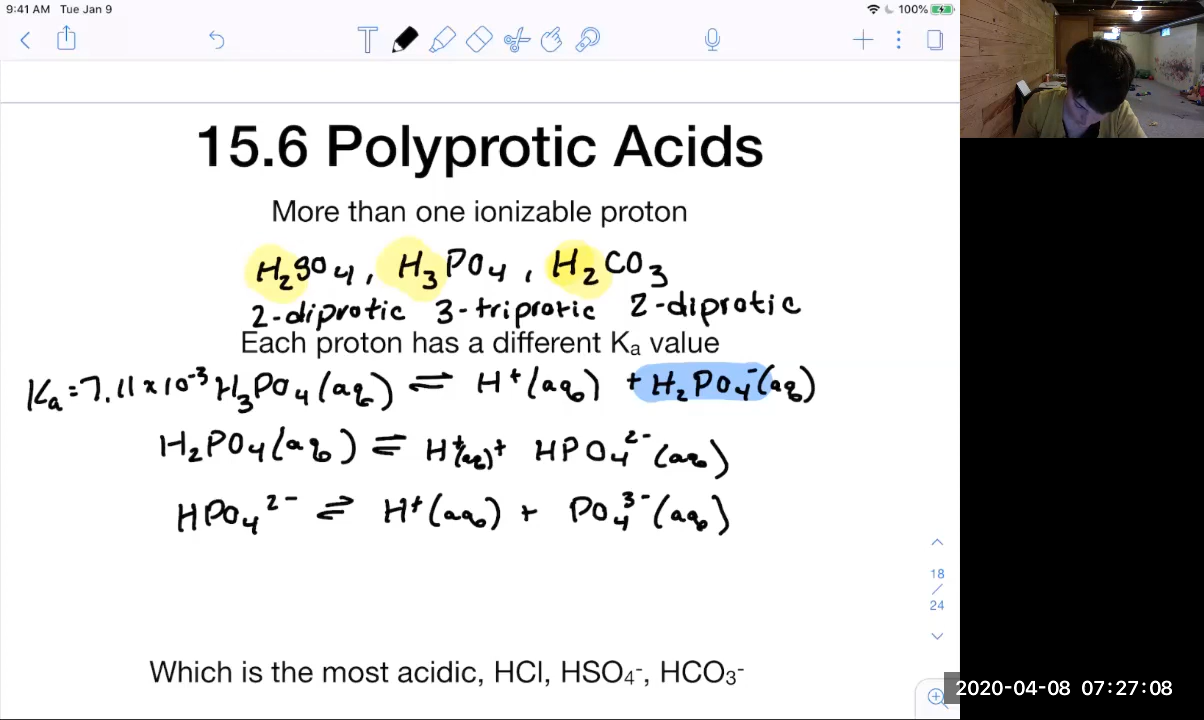 9:41 AM Tue Jan 9 100%
T
15.6 Polyprotic Acids
More than one ionizable proton
H₂SO₄, H₃PO₄, H₂CO₃
2-diprotic 3-triprotic 2-diprotic
Each proton has a different Kₐ value
Kₐ=7.11×10⁻³ H₃PO₄(aq) ⇌ H⁺(aq) + H₂PO₄⁻(aq)
H₂PO₄(aq) ⇌ H⁺(aq)+ HPO₄²⁻(aq)
HPO₄²⁻ ⇌ H⁺(aq) + PO₄³⁻(aq)
18
/
24
Which is the most acidic, HCl, HSO₄⁻, HCO₃⁻
2020-04-08 07:27:08